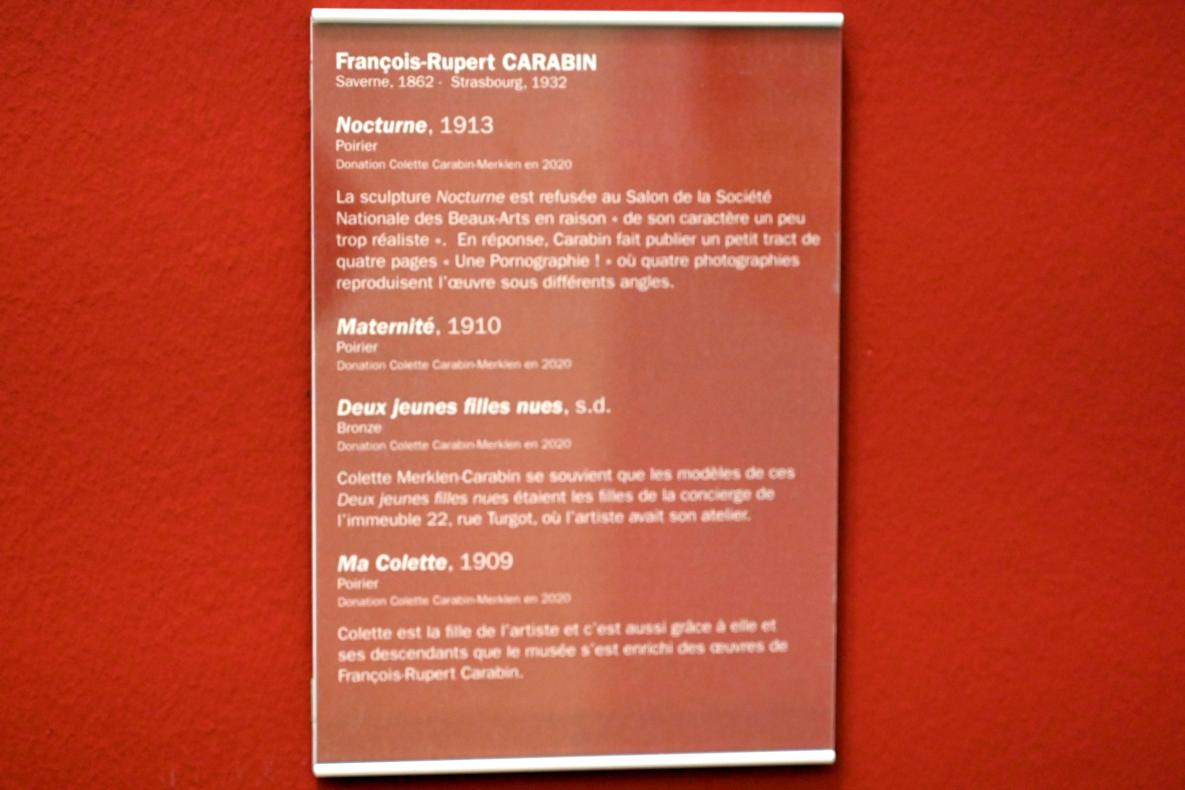 François-Rupert CARABIN
Saverne, 1862 - Strasbourg, 1932
Nocturne, 1913
Poirier
Donation Colette Carabin-Merklen en 2020
La sculpture Nocturne est refusée au Salon de la Société
Nationale des Beaux-Arts en raison « de son caractère un peu
trop réaliste ». En réponse, Carabin fait publier un petit tract de
quatre pages « Une Pornographie ! » où quatre photographies
reproduisent l'œuvre sous différents angles.
Maternité, 1910
Poirier
Donation Colette Carabin-Merklen en 2020
Deux jeunes filles nues, s.d.
Bronze
Donation Colette Carabin-Merklen en 2020
Colette Merklen-Carabin se souvient que les modèles de ces
Deux jeunes filles nues étaient les filles de la concierge de
l'immeuble 22, rue Turgot, où l'artiste avait son atelier.
Ma Colette, 1909
Poirier
Donation Colette Carabin-Merklen en 2020
Colette est la fille de l'artiste et c'est aussi grâce à elle et
ses descendants que le musée s'est enrichi des œuvres de
François-Rupert Carabin.